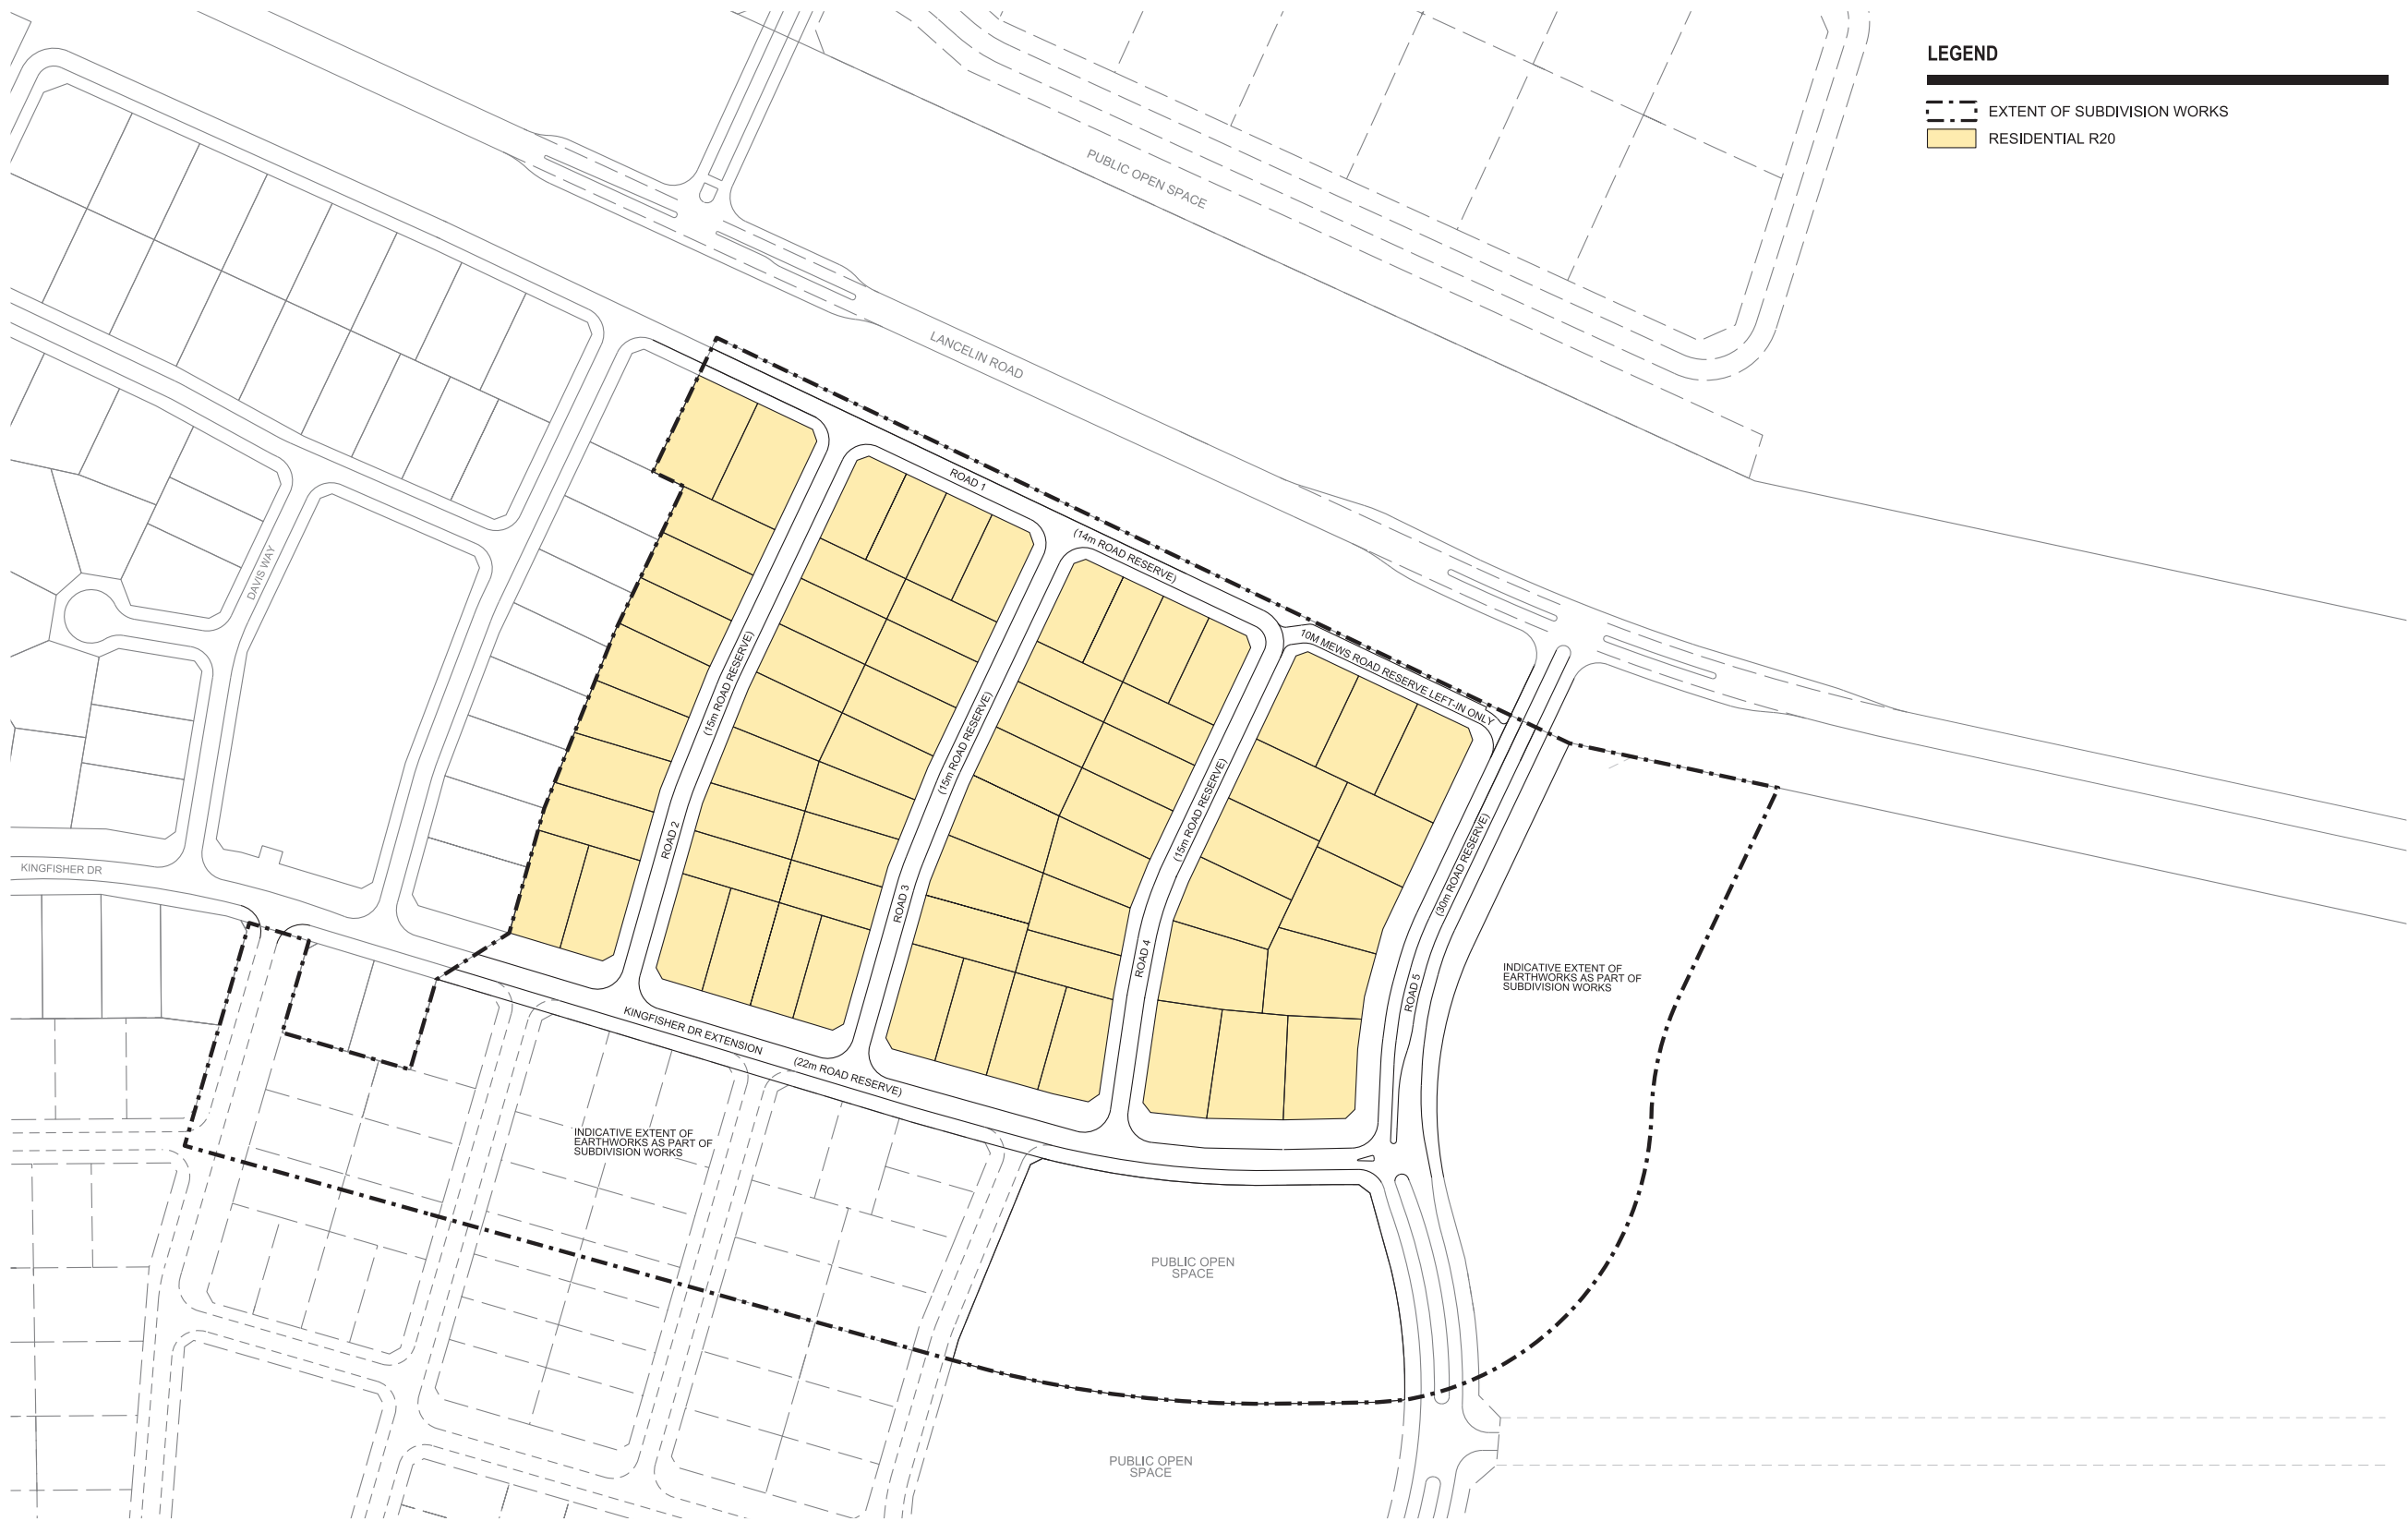 LEGEND
EXTENT OF SUBDIVISION WORKS
RESIDENTIAL R20
PUBLIC OPEN SPACE
LANCELIN ROAD
ROAD 1
(14m ROAD RESERVE)
10M MEWS ROAD RESERVE LEFT-IN ONLY
DAVIS WAY
(15m ROAD RESERVE)
(15m ROAD RESERVE)
(15m ROAD RESERVE)
(30m ROAD RESERVE)
KINGFISHER DR
ROAD 2
ROAD 3
ROAD 4
ROAD 5
INDICATIVE EXTENT OF
EARTHWORKS AS PART OF
SUBDIVISION WORKS
KINGFISHER DR EXTENSION
(22m ROAD RESERVE)
INDICATIVE EXTENT OF
EARTHWORKS AS PART OF
SUBDIVISION WORKS
PUBLIC OPEN
SPACE
PUBLIC OPEN
SPACE